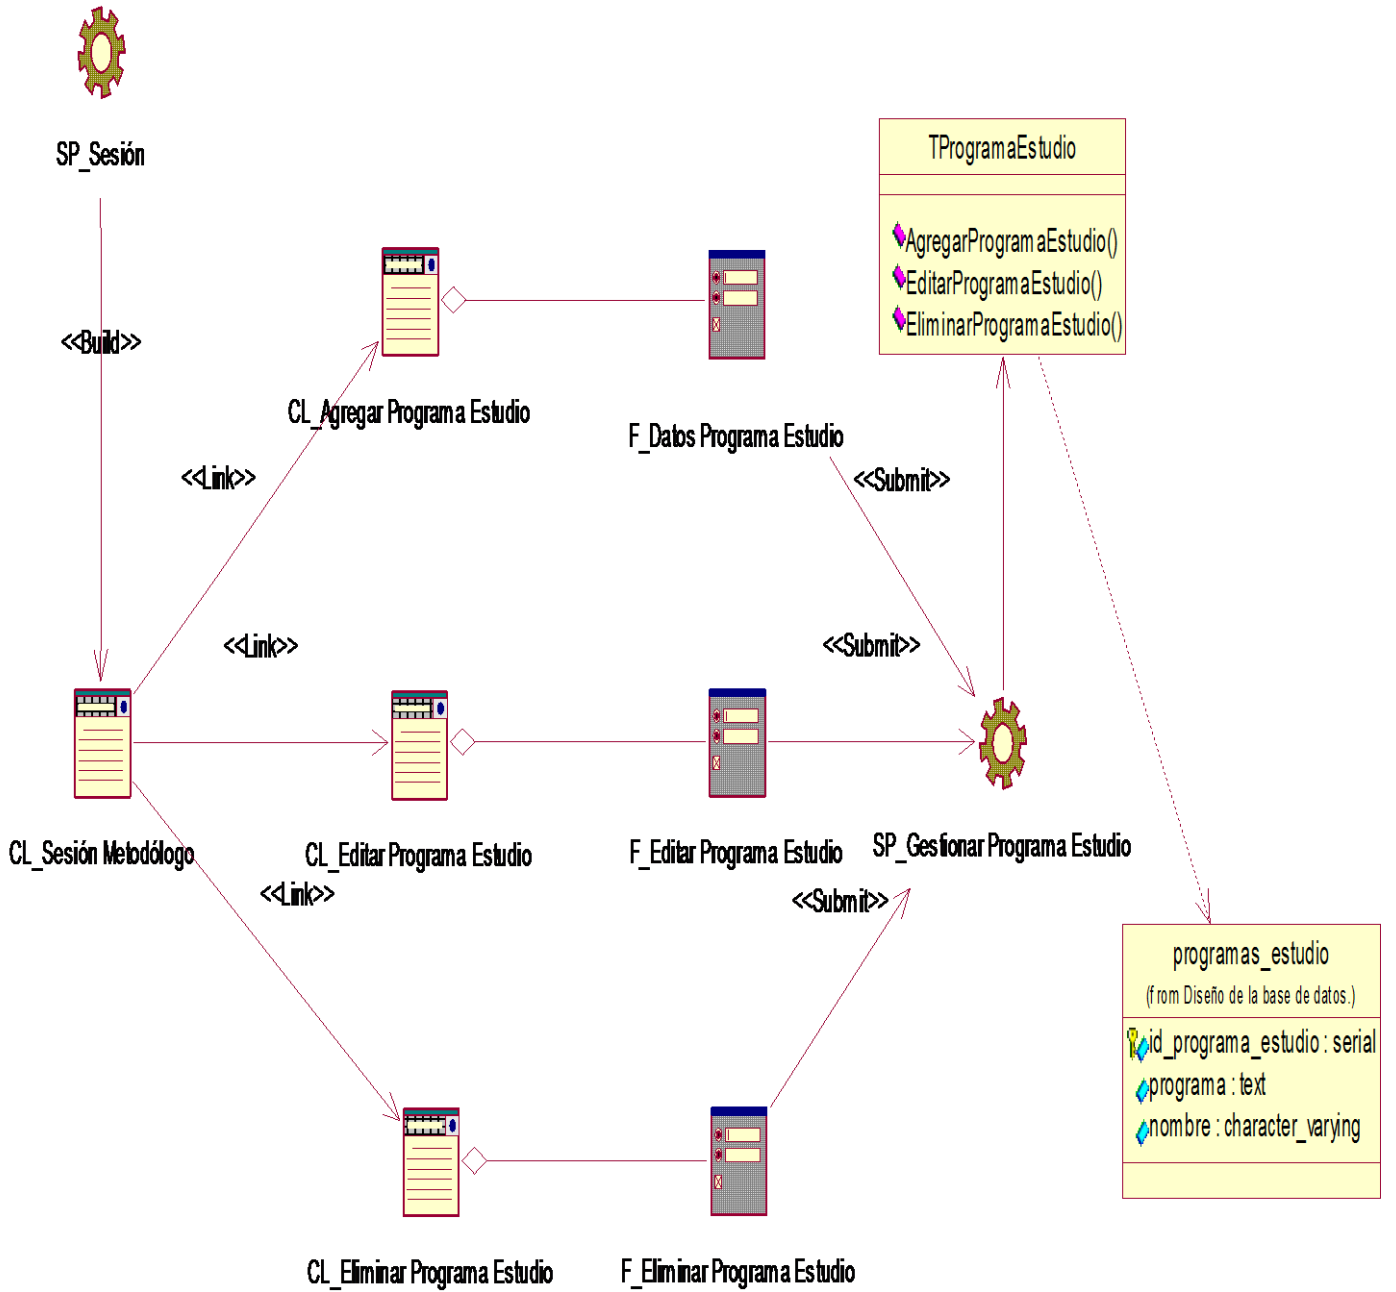 SP_Sesión
TProgramaEstudio
AgregarProgramaEstudio()
EditarProgramaEstudio()
EliminarProgramaEstudio()
<<Build>>
CL_Agregar Programa Estudio
F_Datos Programa Estudio
<<Link>>
<<Submit>>
<<Link>>
<<Submit>>
CL_Sesión Metodólogo
CL_Editar Programa Estudio
F_Editar Programa Estudio
SP_Gestionar Programa Estudio
<<Link>>
<<Submit>>
programas_estudio
(from Diseño de la base de datos.)
id_programa_estudio : serial
programa : text
nombre : character_varying
CL_Eliminar Programa Estudio
F_Eliminar Programa Estudio